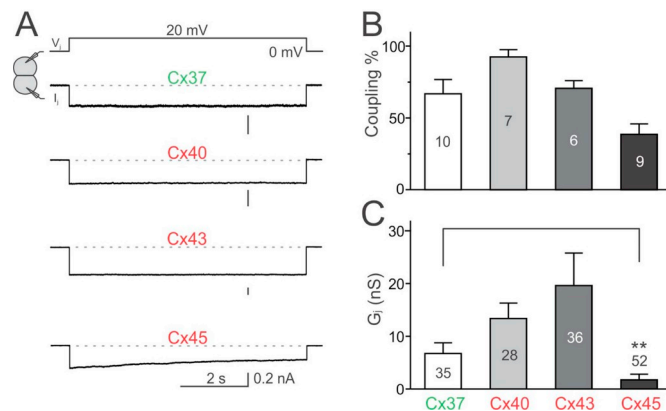 A
Vj
20 mV
0 mV
Ij
Cx37
Cx40
Cx43
Cx45
2 s
0.2 nA
B
Coupling %
100
50
0
10
7
6
9
C
Gj (nS)
30
20
10
0
35
28
36
**
52
Cx37 Cx40 Cx43 Cx45